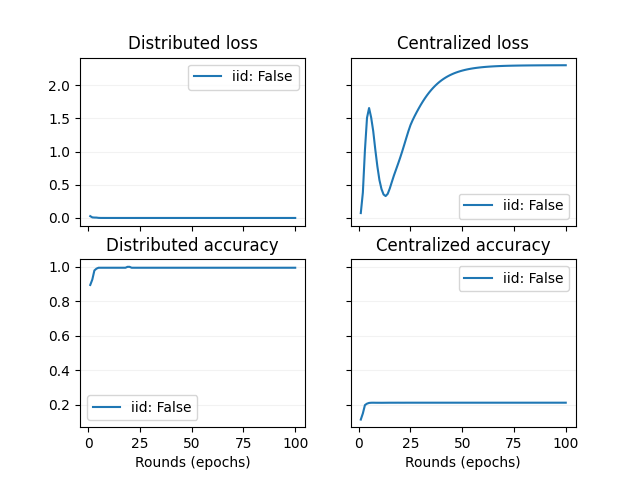 Distributed loss
Centralized loss
iid: False
2.0
1.5
1.0
0.5
0.0
iid: False
Distributed accuracy
Centralized accuracy
1.0
iid: False
0.8
0.6
0.4
0.2
iid: False
0 25 50 75 100
0 25 50 75 100
Rounds (epochs)
Rounds (epochs)